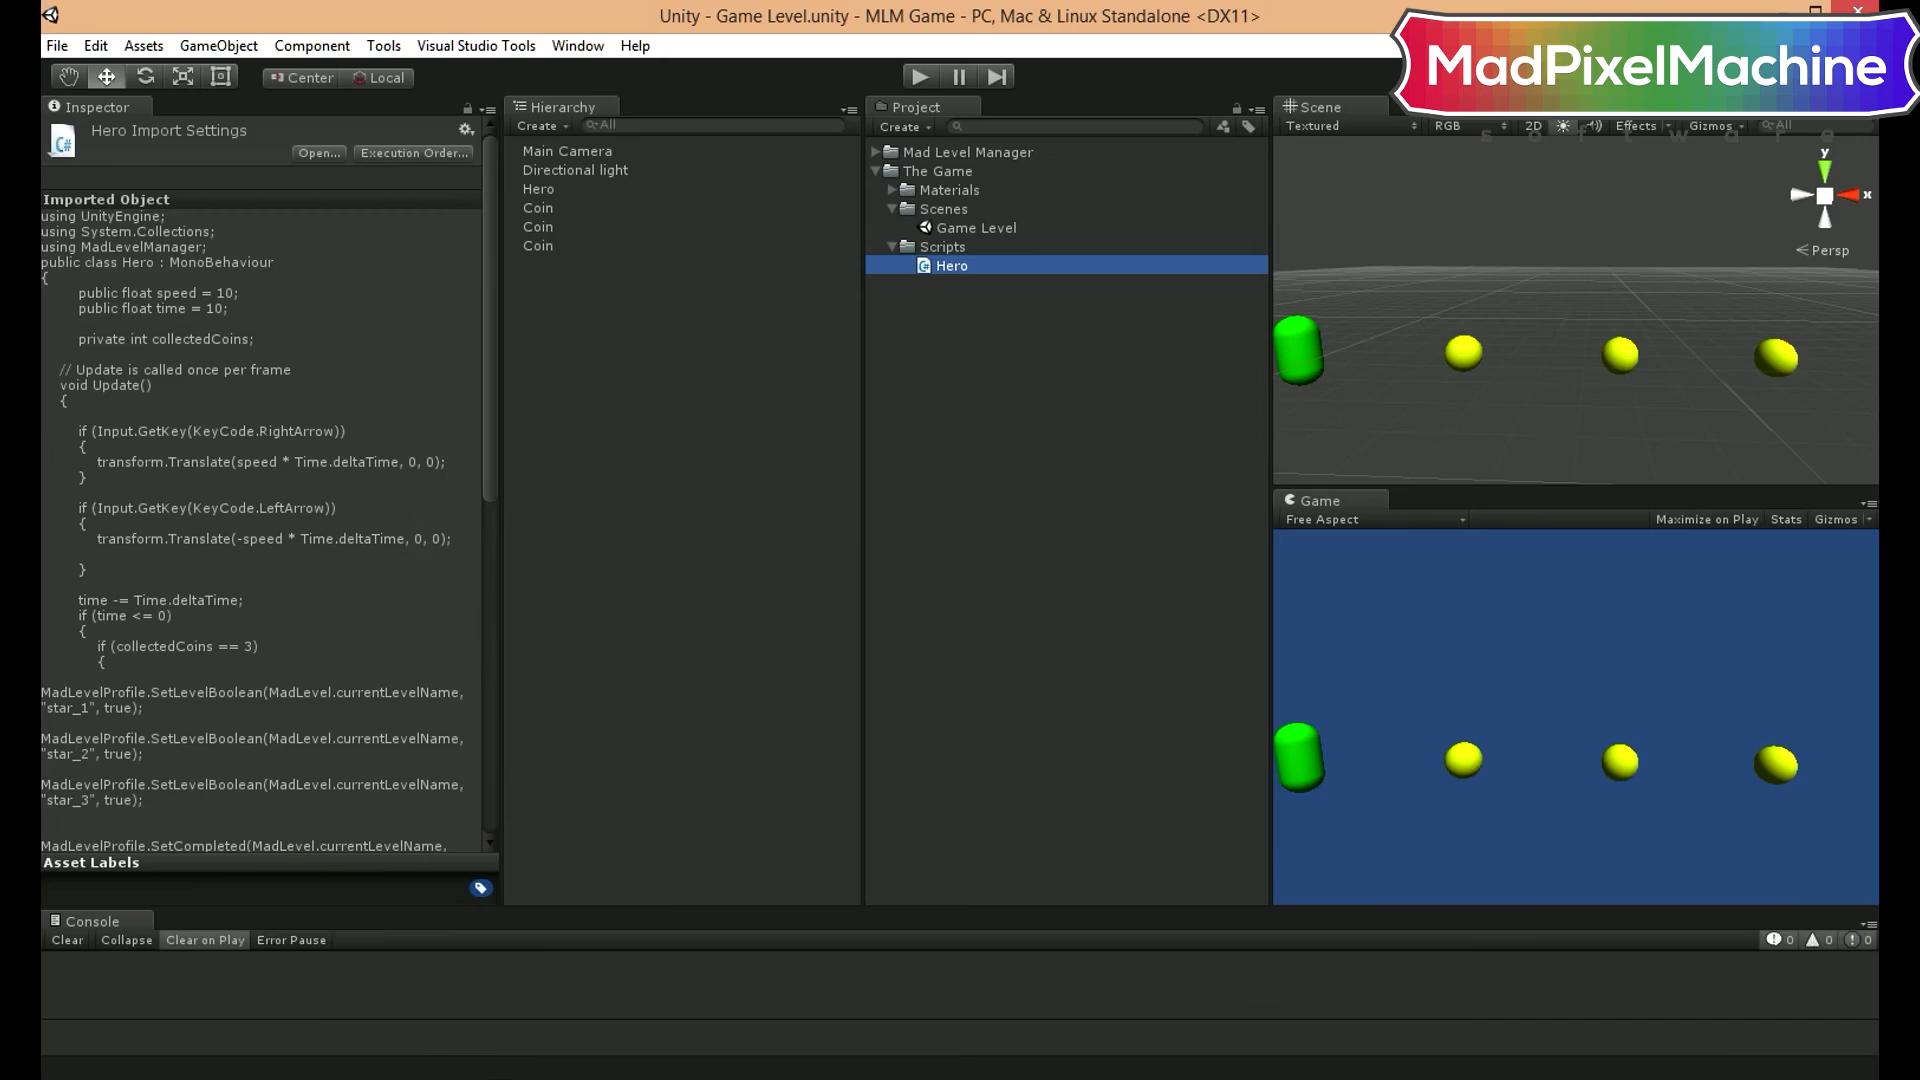 Unity - Game Level.unity - MLM Game - PC, Mac & Linux Standalone <DX11>
File Edit Assets GameObject Component Tools Visual Studio Tools Window Help
MadPixelMachine
s o f t w a r e
Center Local
Inspector
Hero Import Settings
Open... Execution Order...
Imported Object
using UnityEngine;
using System.Collections;
using MadLevelManager;
public class Hero : MonoBehaviour
{
public float speed = 10;
public float time = 10;
private int collectedCoins;
// Update is called once per frame
void Update()
{
if (Input.GetKey(KeyCode.RightArrow))
{
transform.Translate(speed * Time.deltaTime, 0, 0);
}
if (Input.GetKey(KeyCode.LeftArrow))
{
transform.Translate(-speed * Time.deltaTime, 0, 0);
}
time -= Time.deltaTime;
if (time <= 0)
{
if (collectedCoins == 3)
{
MadLevelProfile.SetLevelBoolean(MadLevel.currentLevelName,
"star_1", true);
MadLevelProfile.SetLevelBoolean(MadLevel.currentLevelName,
"star_2", true);
MadLevelProfile.SetLevelBoolean(MadLevel.currentLevelName,
"star_3", true);
MadLevelProfile.SetCompleted(MadLevel.currentLevelName,
Asset Labels
Hierarchy
Create All
Main Camera
Directional light
Hero
Coin
Coin
Coin
Project
Create
Mad Level Manager
The Game
Materials
Scenes
Game Level
Scripts
C# Hero
Scene
Textured RGB 2D Effects Gizmos All
y
x
Persp
Game
Free Aspect Maximize on Play Stats Gizmos
Console
Clear Collapse Clear on Play Error Pause 0 0 0